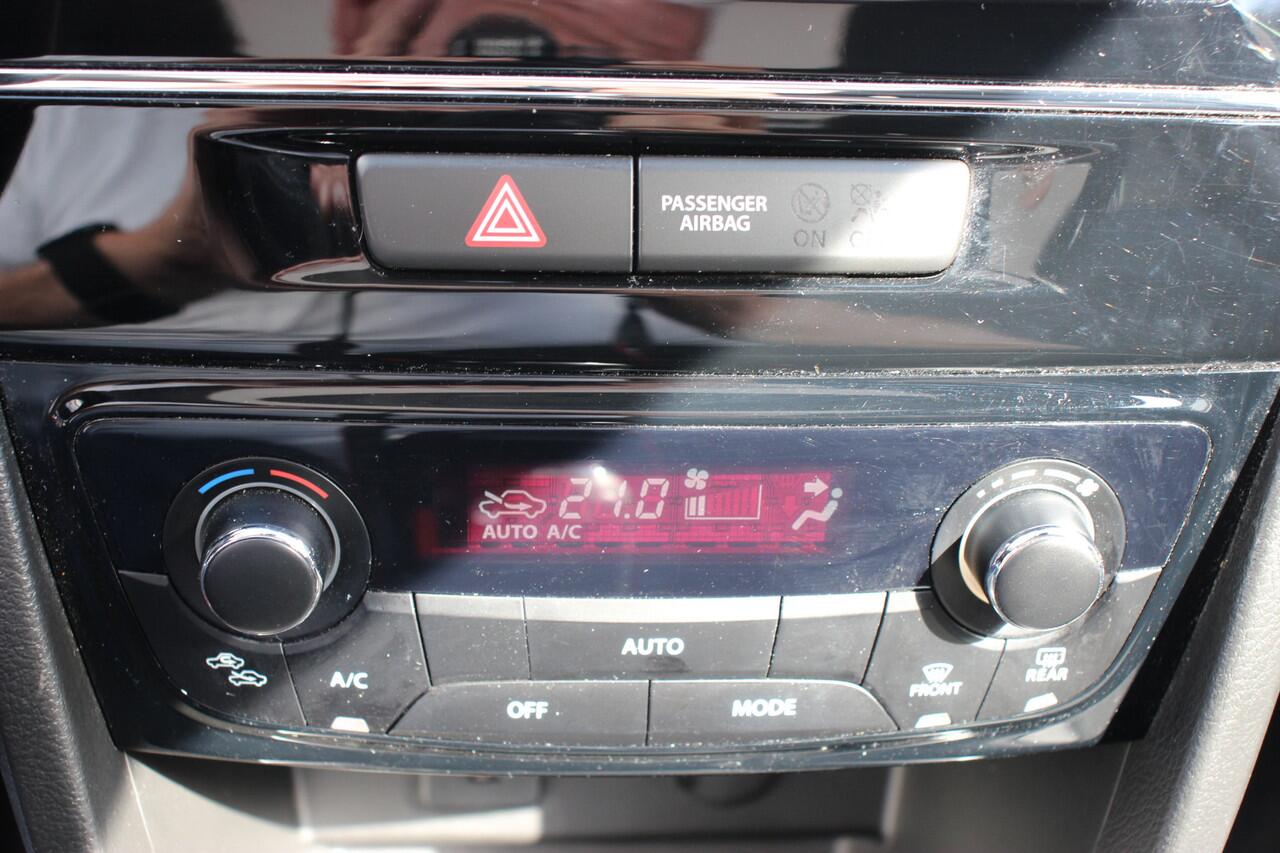 PASSENGER
AIRBAG
ON
21.0
AUTO A/C
AUTO
A/C
OFF
MODE
FRONT
REAR